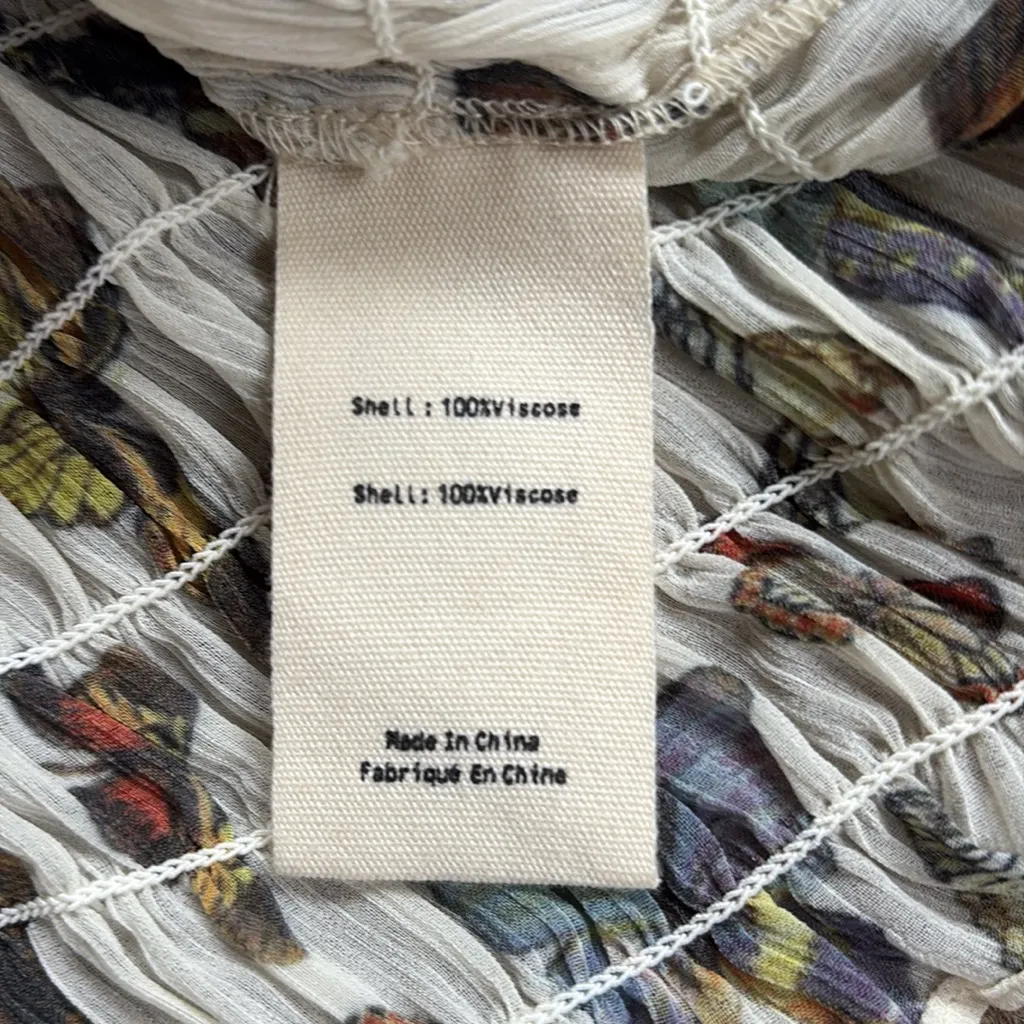 Shell : 100%Viscose
Shell: 100%Viscose
Made In China
Fabriqué En Chine